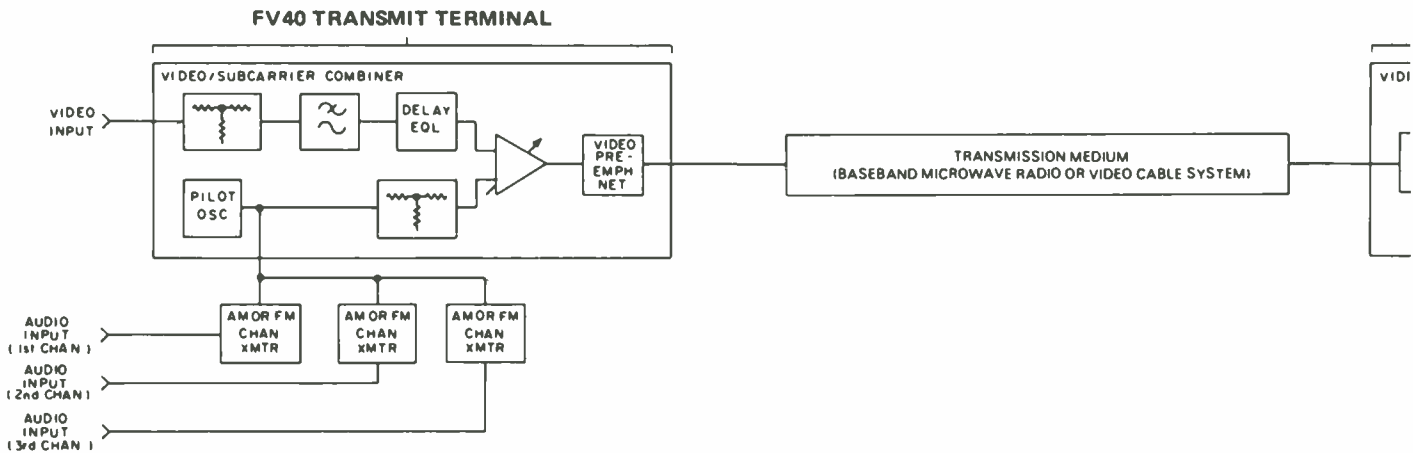 FV40 TRANSMIT TERMINAL
VIDEO/SUBCARRIER COMBINER
VIDEO
INPUT
DELAY
EQL
VIDEO
PRE-
EMPH
NET
PILOT
OSC
TRANSMISSION MEDIUM
(BASEBAND MICROWAVE RADIO OR VIDEO CABLE SYSTEM)
AM OR FM
CHAN
XMTR
AM OR FM
CHAN
XMTR
AM OR FM
CHAN
XMTR
AUDIO
INPUT
(1st CHAN)
AUDIO
INPUT
(2nd CHAN)
AUDIO
INPUT
(3rd CHAN)